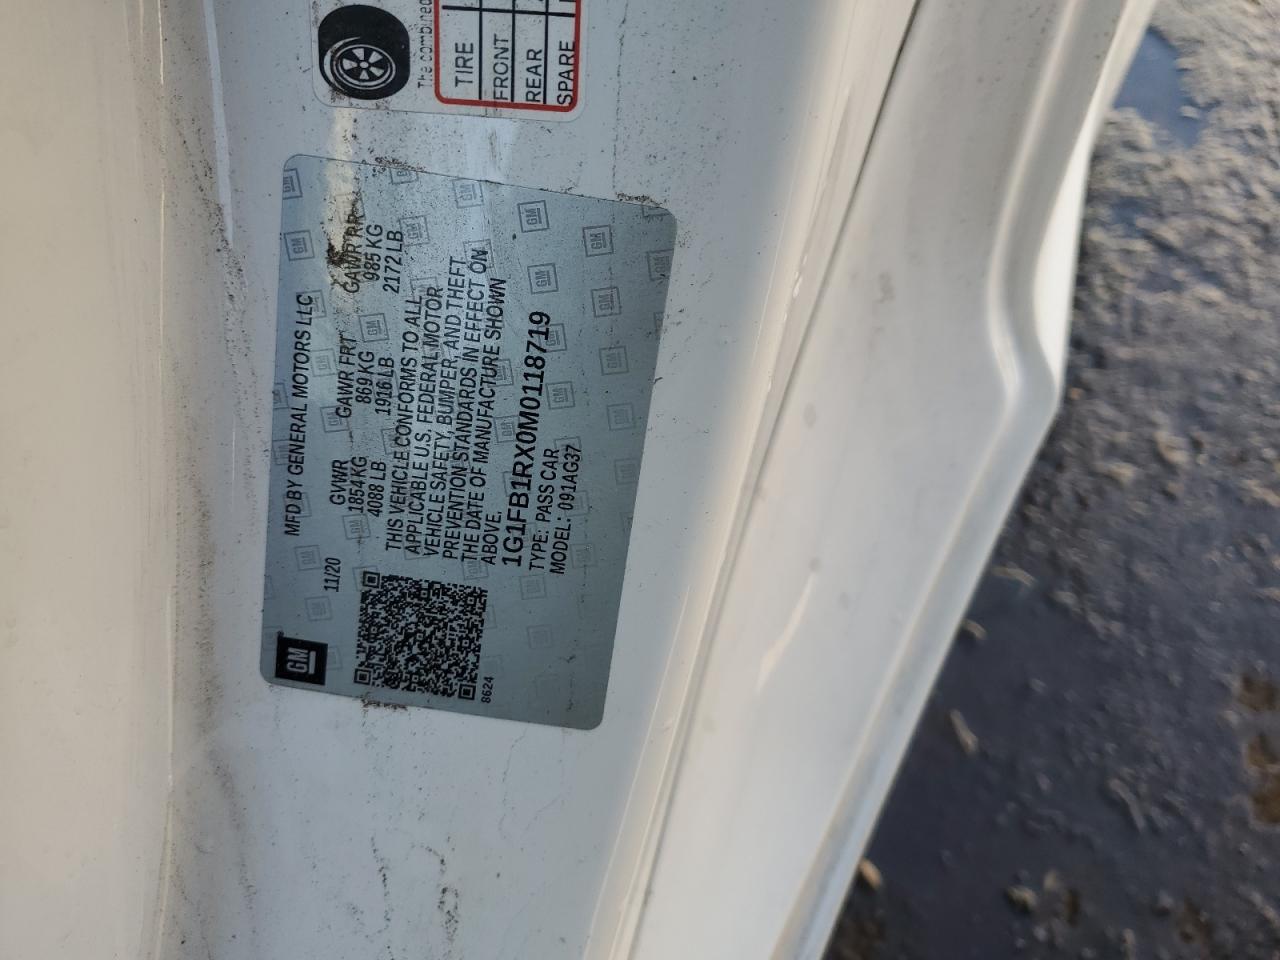 The combined
TIRE
FRONT
REAR
SPARE
MFD BY GENERAL MOTORS LLC
11/20
GVWR GAWR FRT GAWR RR
1854 KG 869 KG 985 KG
4088 LB 1916 LB 2172 LB
THIS VEHICLE CONFORMS TO ALL
APPLICABLE U.S. FEDERAL MOTOR
VEHICLE SAFETY, BUMPER, AND THEFT
PREVENTION STANDARDS IN EFFECT ON
THE DATE OF MANUFACTURE SHOWN
ABOVE.
1G1FB1RX0M0118719
TYPE: PASS CAR
MODEL: 091AG37
GM
8624